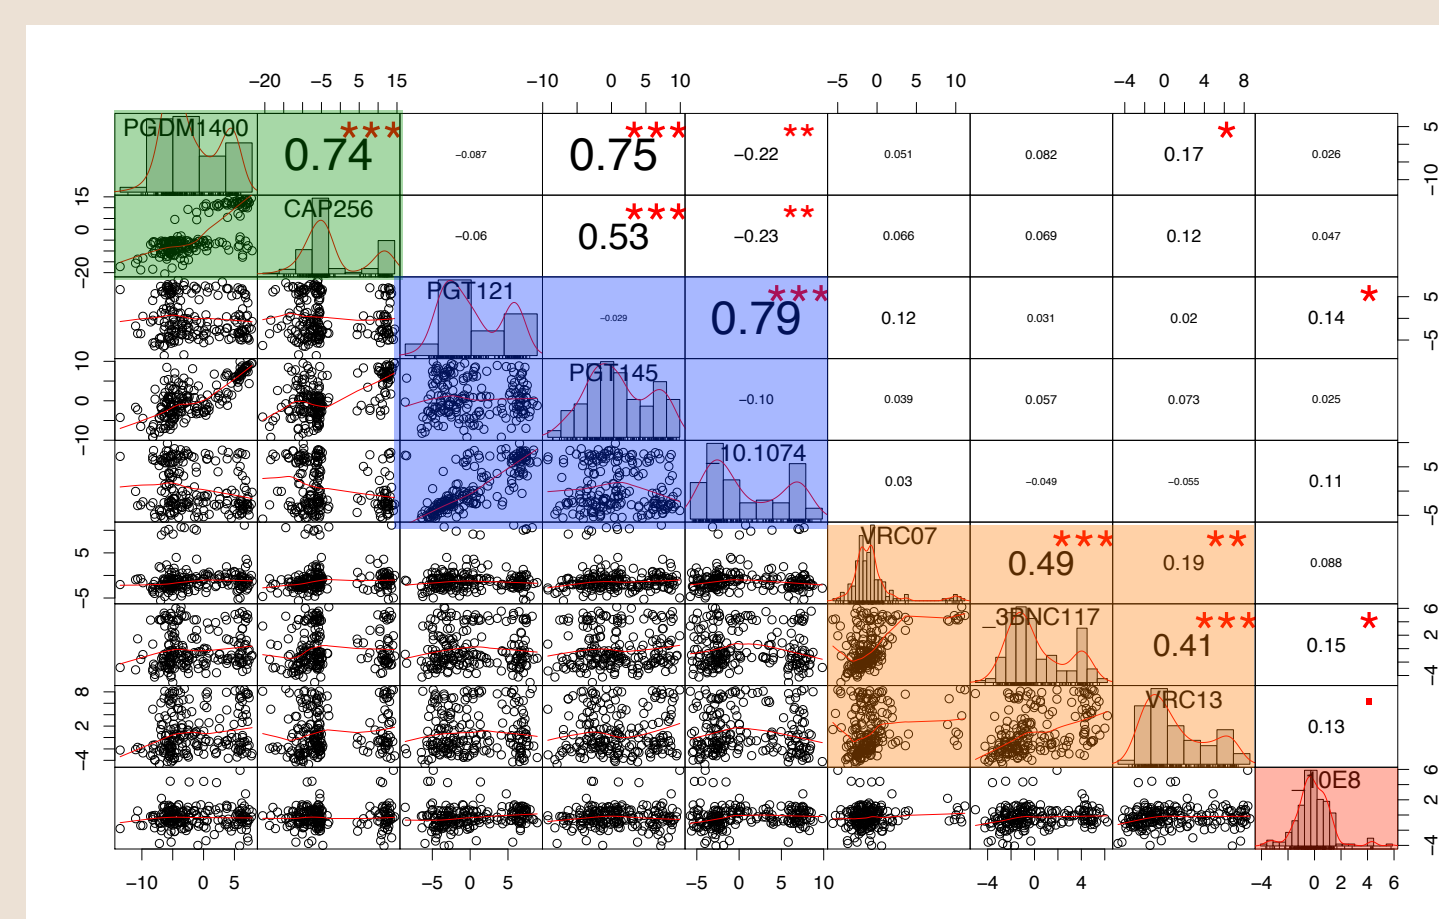 −20 −5 5 15 −10 0 5 10 −5 0 5 10 −4 0 4 8
PGDM1400 0.74 *** −0.087 0.75 *** −0.22 ** 0.051 0.082 0.17 * 0.026 −10 5
−20 0 15 CAP256 −0.06 0.53 *** −0.23 ** 0.066 0.069 0.12 0.047
PGT121 −0.029 0.79 *** 0.12 0.031 0.02 0.14 * −5 5
−10 0 10 PGT145 −0.10 0.039 0.057 0.073 0.025
10.1074 0.03 −0.049 −0.055 0.11 −5 5
−5 5 VRC07 0.49 *** 0.19 ** 0.088
_3BNC117 0.41 *** 0.15 * −4 2 6
−4 2 8 VRC13 0.13 .
_10E8 −4 2 6
−10 0 5 −5 0 5 −5 0 5 10 −4 0 4 −4 0 2 4 6